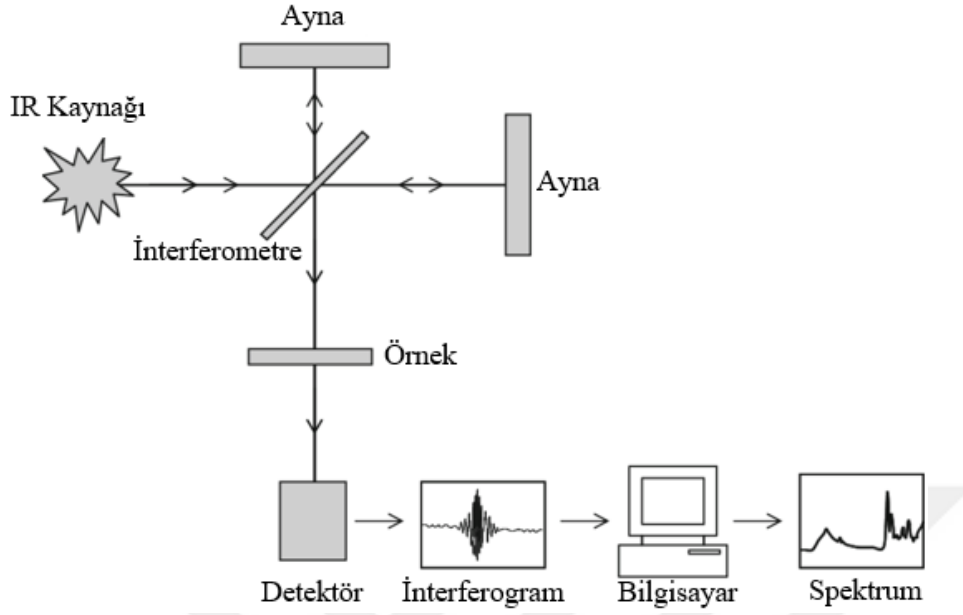 Ayna
IR Kaynağı
Ayna
İnterferometre
Örnek
Detektör
İnterferogram
Bilgisayar
Spektrum